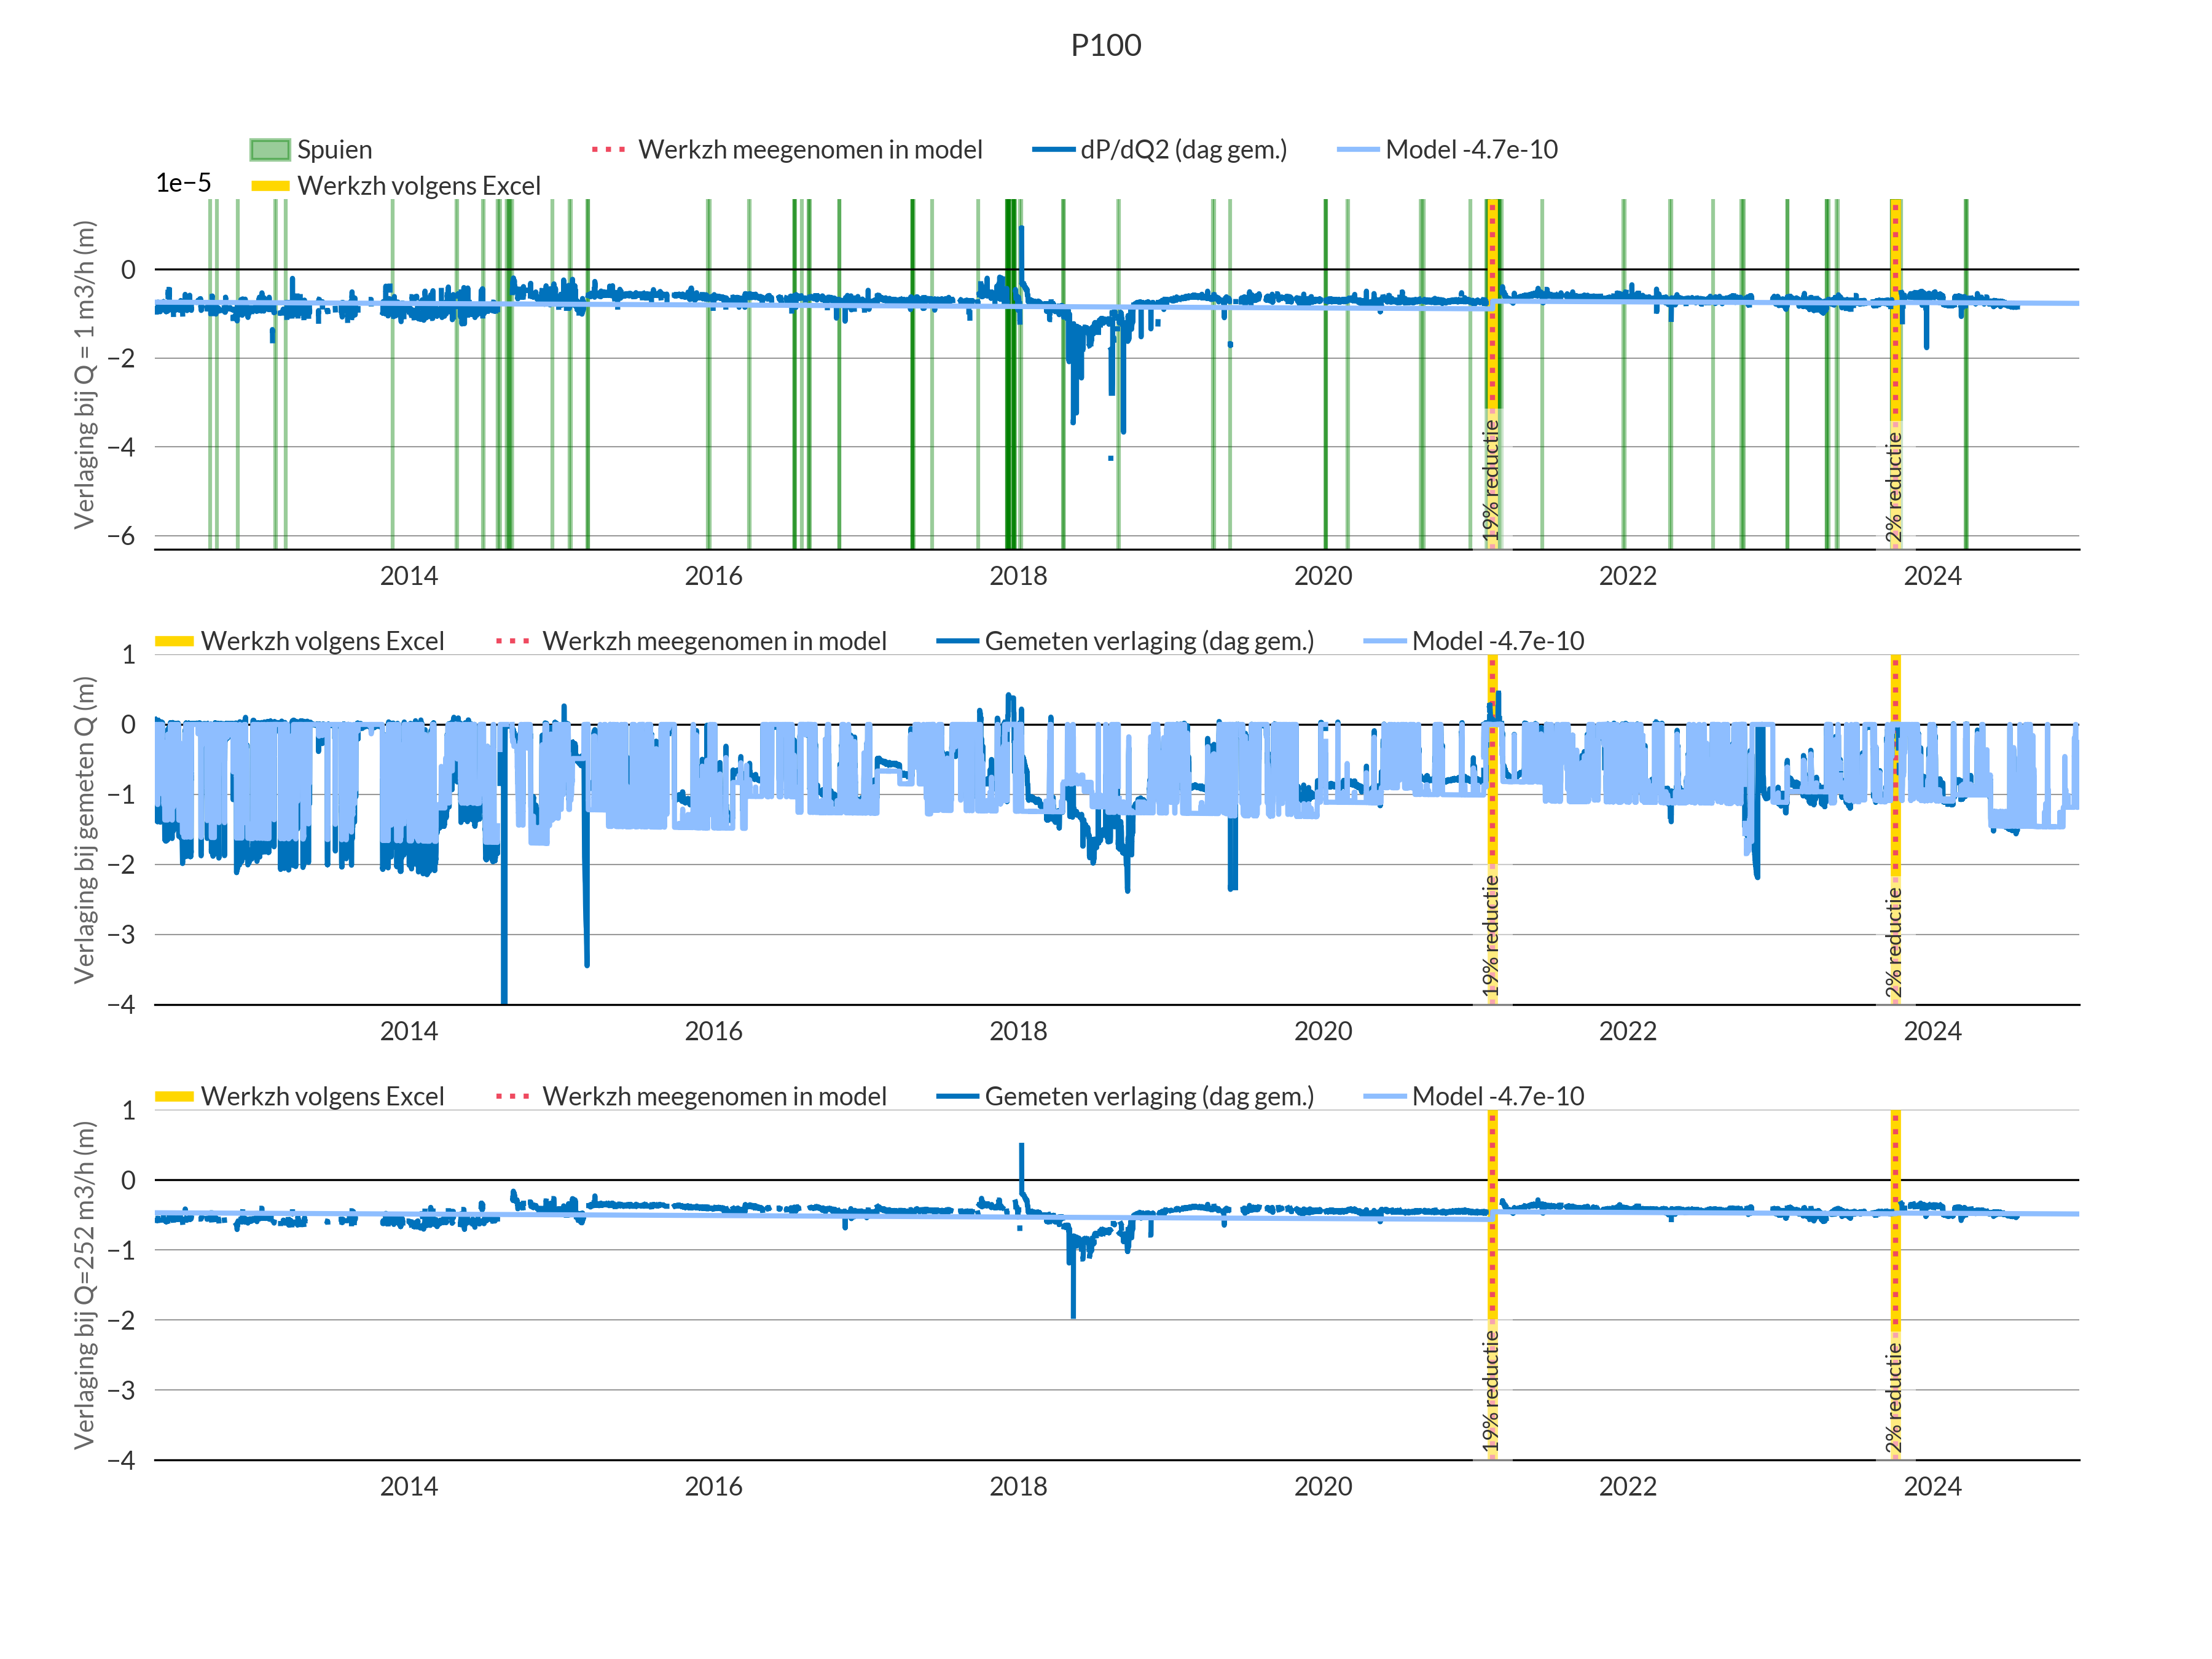 P100
Spuien
Werkzh meegenomen in model
dP/dQ2 (dag gem.)
Model -4.7e-10
Werkzh volgens Excel
1e−5
Verlaging bij Q = 1 m3/h (m)
0
−2
−4
−6
19% reductie
2% reductie
2014 2016 2018 2020 2022 2024
Werkzh volgens Excel
Werkzh meegenomen in model
Gemeten verlaging (dag gem.)
Model -4.7e-10
Verlaging bij gemeten Q (m)
1
0
−1
−2
−3
−4
19% reductie
2% reductie
2014 2016 2018 2020 2022 2024
Werkzh volgens Excel
Werkzh meegenomen in model
Gemeten verlaging (dag gem.)
Model -4.7e-10
Verlaging bij Q=252 m3/h (m)
1
0
−1
−2
−3
−4
19% reductie
2% reductie
2014 2016 2018 2020 2022 2024